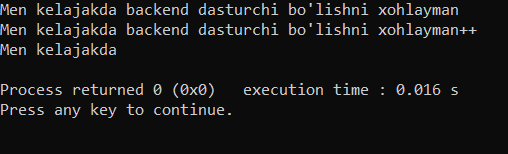 Men kelajakda backend dasturchi bo'lishni xohlayman
Men kelajakda backend dasturchi bo'lishni xohlayman++
Men kelajakda
Process returned 0 (0x0)   execution time : 0.016 s
Press any key to continue.